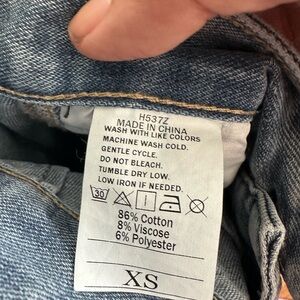 H537Z
MADE IN CHINA
WASH WITH LIKE COLORS
MACHINE WASH COLD.
GENTLE CYCLE.
DO NOT BLEACH.
TUMBLE DRY LOW.
LOW IRON IF NEEDED.
30
86% Cotton
8% Viscose
6% Polyester
XS